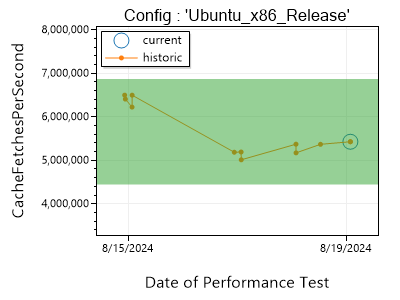 Config : 'Ubuntu_x86_Release'
8,000,000
current
historic
7,000,000
6,000,000
5,000,000
4,000,000
CacheFetchesPerSecond
8/15/2024
8/19/2024
Date of Performance Test